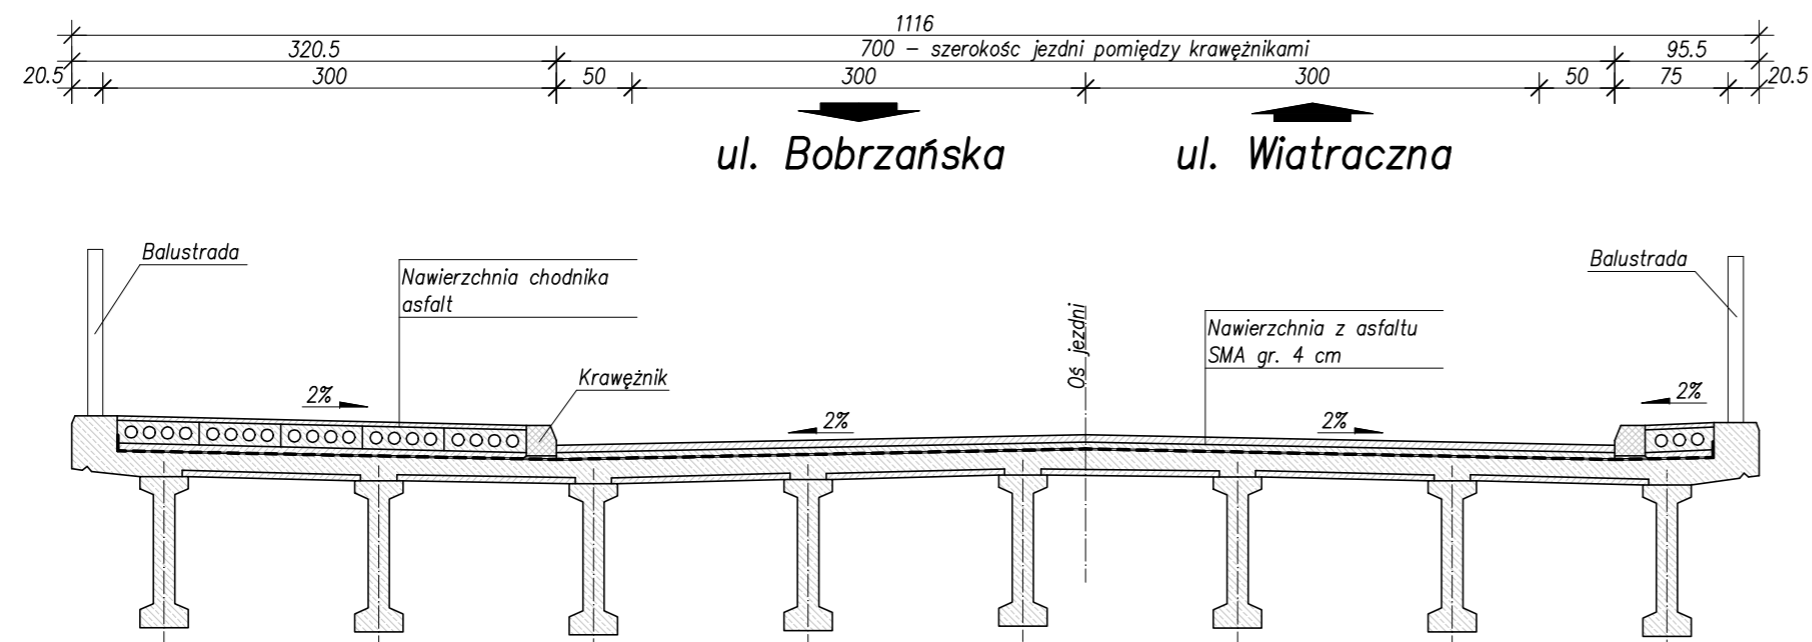 1116
320.5
700 – szerokośc jezdni pomiędzy krawężnikami
95.5
20.5
300
50
300
300
50
75
20.5
ul. Bobrzańska
ul. Wiatraczna
Balustrada
Nawierzchnia chodnika
asfalt
Balustrada
Oś jezdni
Nawierzchnia z asfaltu
SMA gr. 4 cm
Krawężnik
2%
2%
2%
2%